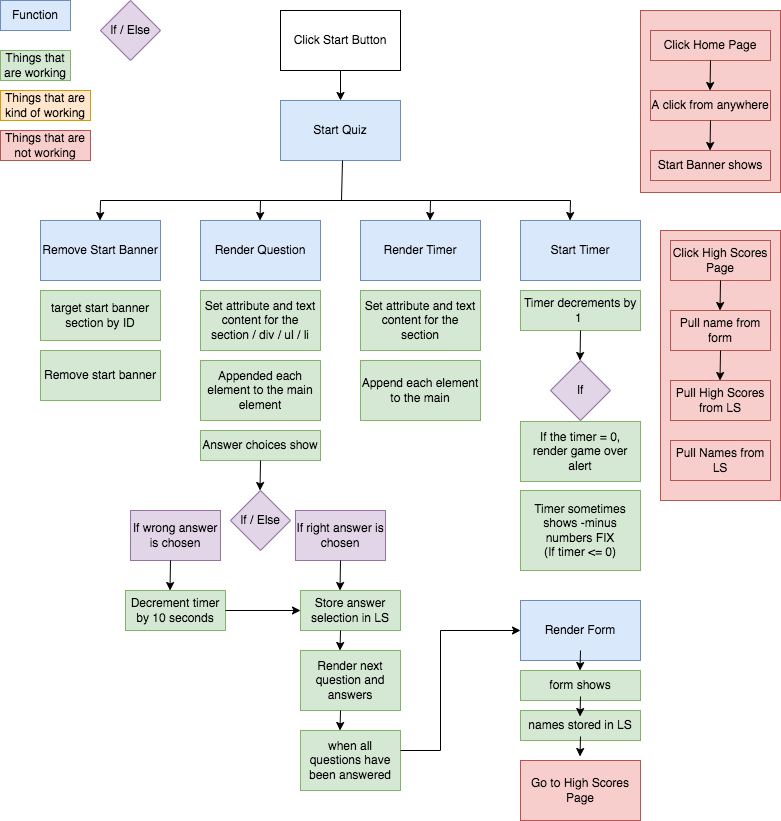 Function
If / Else
Things that
are working
Things that are
kind of working
Things that are
not working
Click Start Button
Start Quiz
Click Home Page
A click from anywhere
Start Banner shows
Remove Start Banner
target start banner
section by ID
Remove start banner
Render Question
Set attribute and text
content for the
section / div / ul / li
Appended each
element to the main
element
Answer choices show
If / Else
If wrong answer
is chosen
If right answer is
chosen
Decrement timer
by 10 seconds
Store answer
selection in LS
Render next
question and
answers
when all
questions have
been answered
Render Timer
Set attribute and text
content for the
section
Append each element
to the main
Start Timer
Timer decrements by
1
If
If the timer = 0,
render game over
alert
Timer sometimes
shows -minus
numbers FIX
(If timer <= 0)
Render Form
form shows
names stored in LS
Go to High Scores
Page
Click High Scores
Page
Pull name from
form
Pull High Scores
from LS
Pull Names from
LS